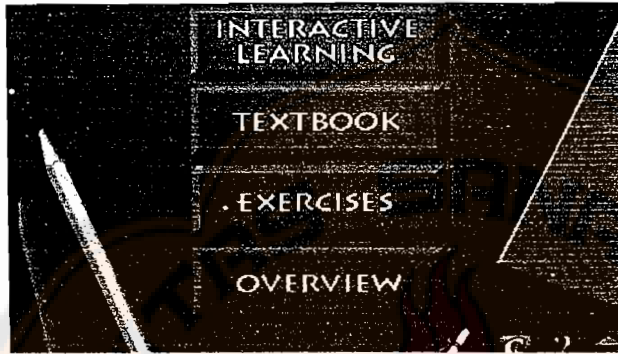 INTERACTIVE
LEARNING
TEXTBOOK
EXERCISES
OVERVIEW